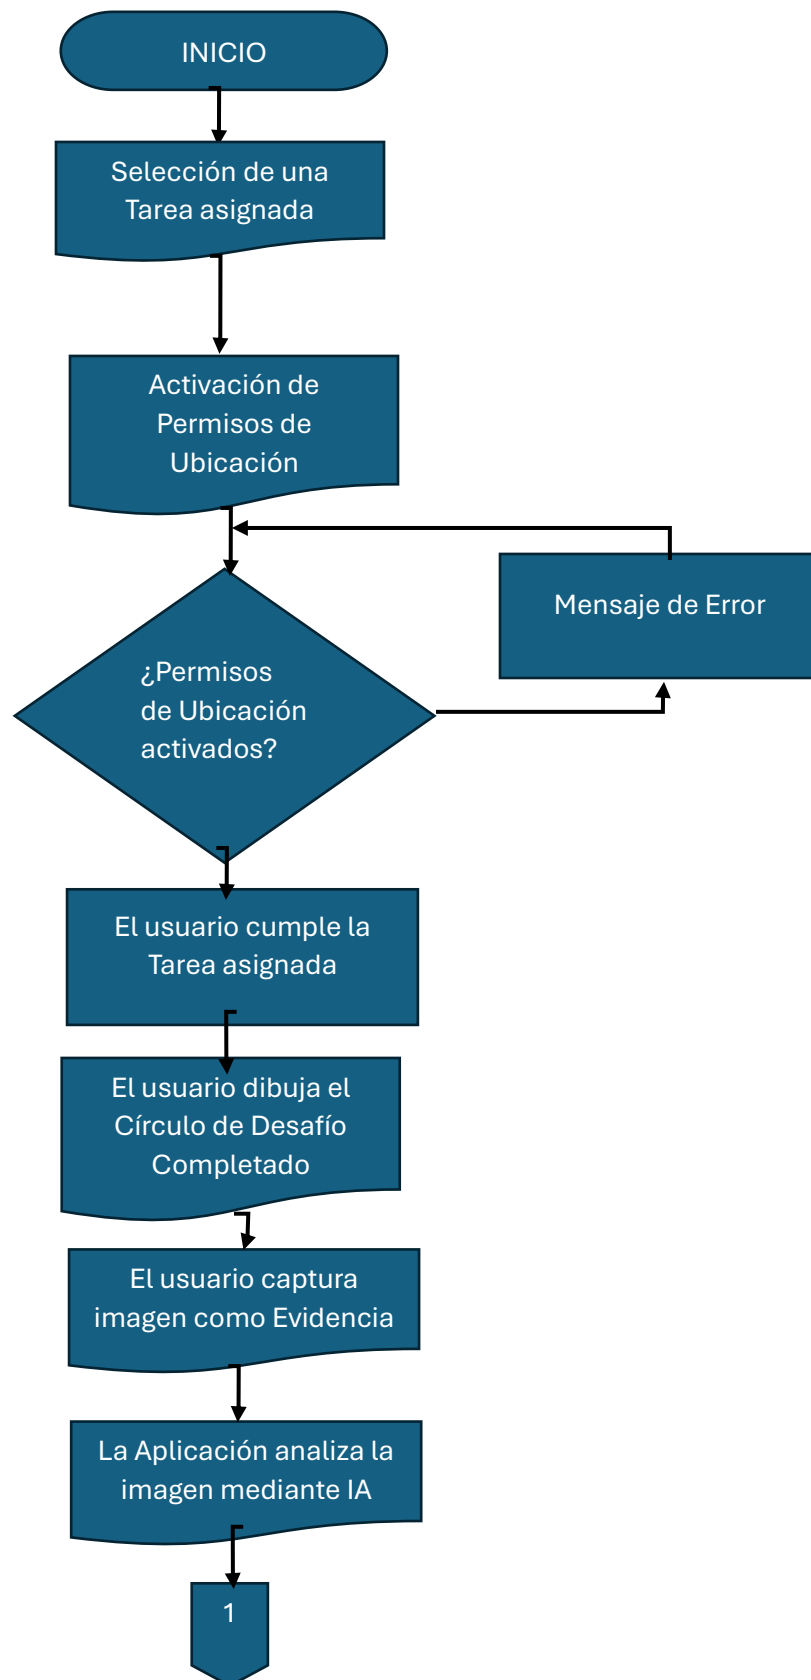 INICIO
Selección de una
Tarea asignada
Activación de
Permisos de
Ubicación
Mensaje de Error
¿Permisos
de Ubicación
activados?
El usuario cumple la
Tarea asignada
El usuario dibuja el
Círculo de Desafío
Completado
El usuario captura
imagen como Evidencia
La Aplicación analiza la
imagen mediante IA
1